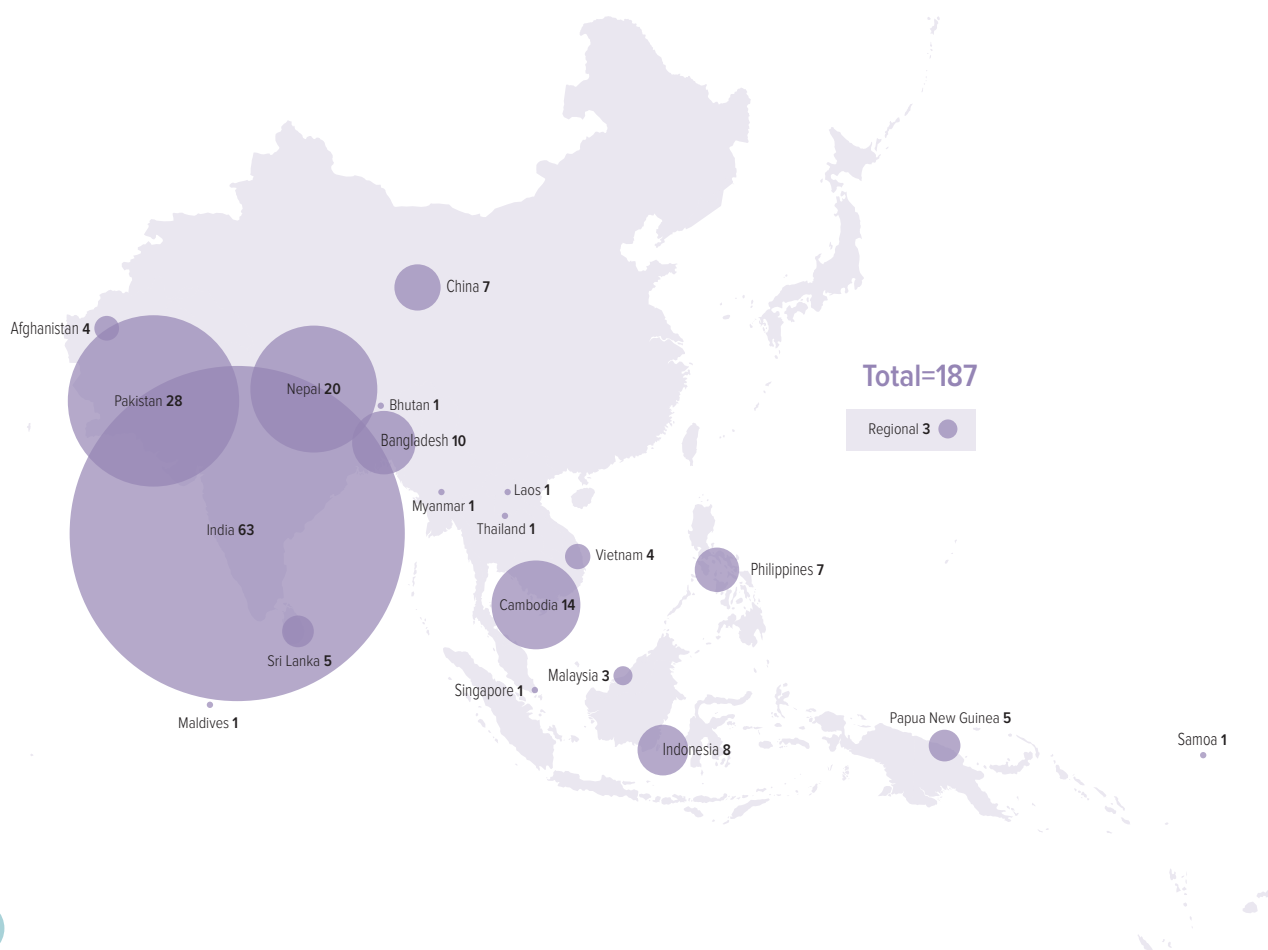 China 7
Afghanistan 4
Total=187
Nepal 20
Pakistan 28
Bhutan 1
Regional 3
Bangladesh 10
Laos 1
Myanmar 1
Thailand 1
India 63
Vietnam 4
Philippines 7
Cambodia 14
Sri Lanka 5
Malaysia 3
Singapore 1
Maldives 1
Papua New Guinea 5
Samoa 1
Indonesia 8